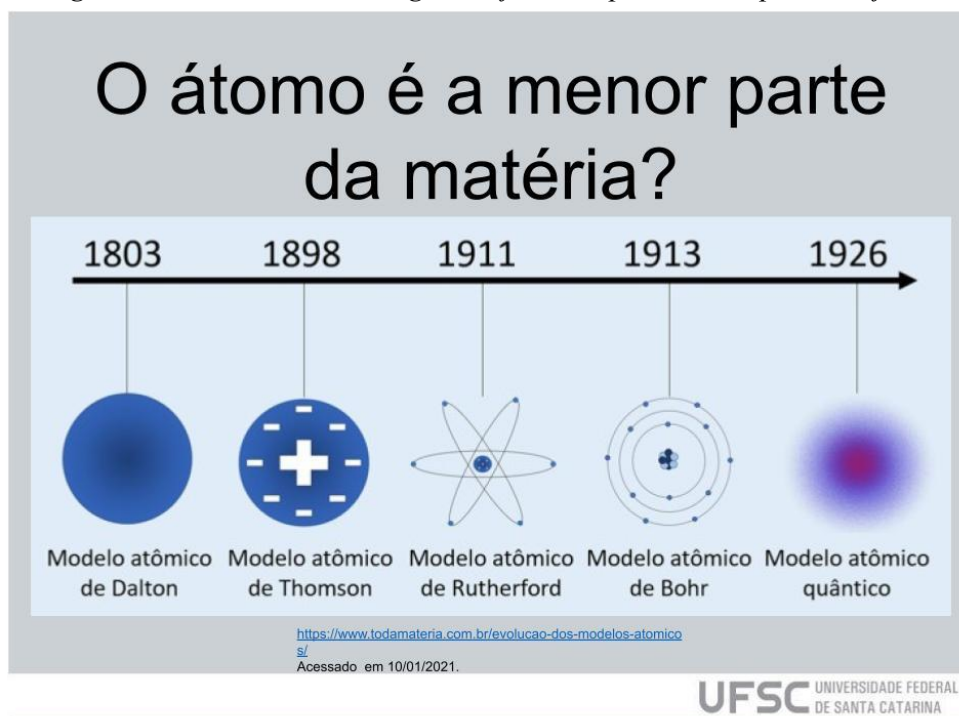 O átomo é a menor parte
da matéria?
1803 1898 1911 1913 1926
Modelo atômico Modelo atômico Modelo atômico Modelo atômico Modelo atômico
de Dalton de Thomson de Rutherford de Bohr quântico
https://www.todamateria.com.br/evolucao-dos-modelos-atomico
s/
Acessado em 10/01/2021.
UFSC UNIVERSIDADE FEDERAL
DE SANTA CATARINA